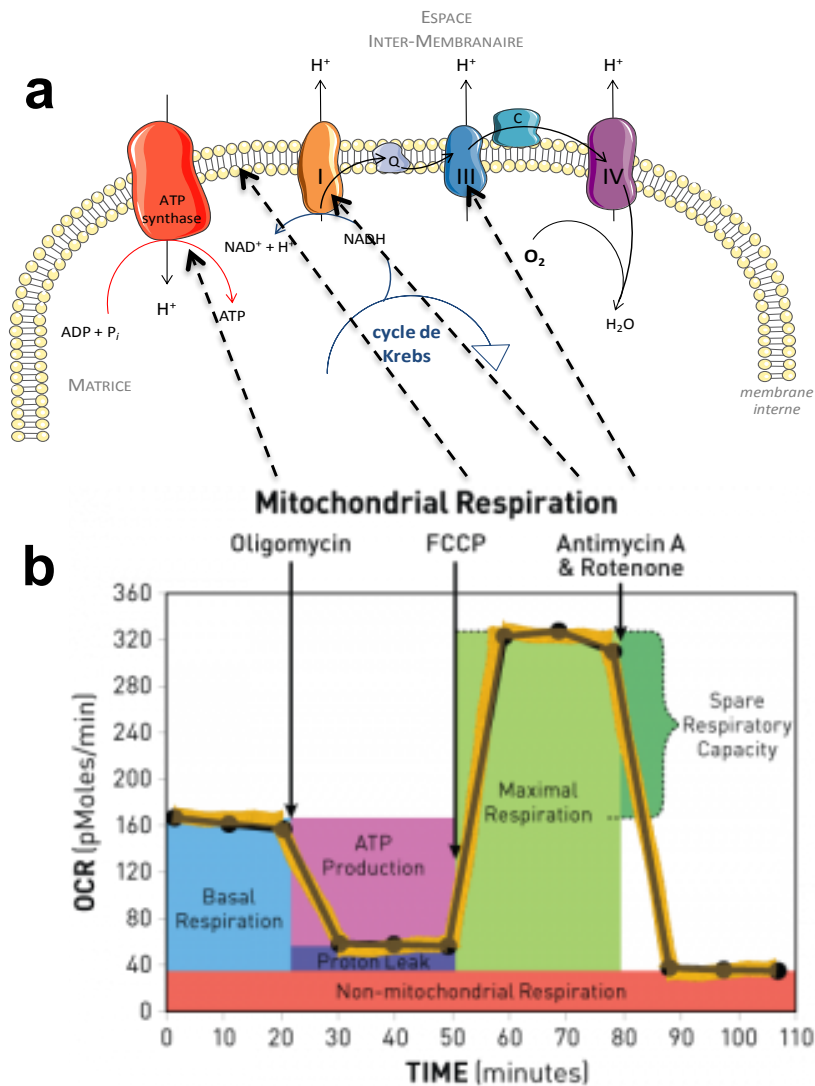 ESPACE
INTER-MEMBRANAIRE
a
H⁺ H⁺ H⁺
C
Q
I III IV
ATP
synthase
NAD⁺ + H⁺ NADH
O₂
H⁺
ATP
ADP + Pi
H₂O
cycle de
Krebs
MATRICE
membrane
interne
Mitochondrial Respiration
b
Oligomycin FCCP Antimycin A
& Rotenone
OCR (pMoles/min)
360
320
280
240
200
160
120
80
40
0
Spare
Respiratory
Capacity
Maximal
Respiration
ATP
Production
Basal
Respiration
Proton Leak
Non-mitochondrial Respiration
0 10 20 30 40 50 60 70 80 90 100 110
TIME (minutes)